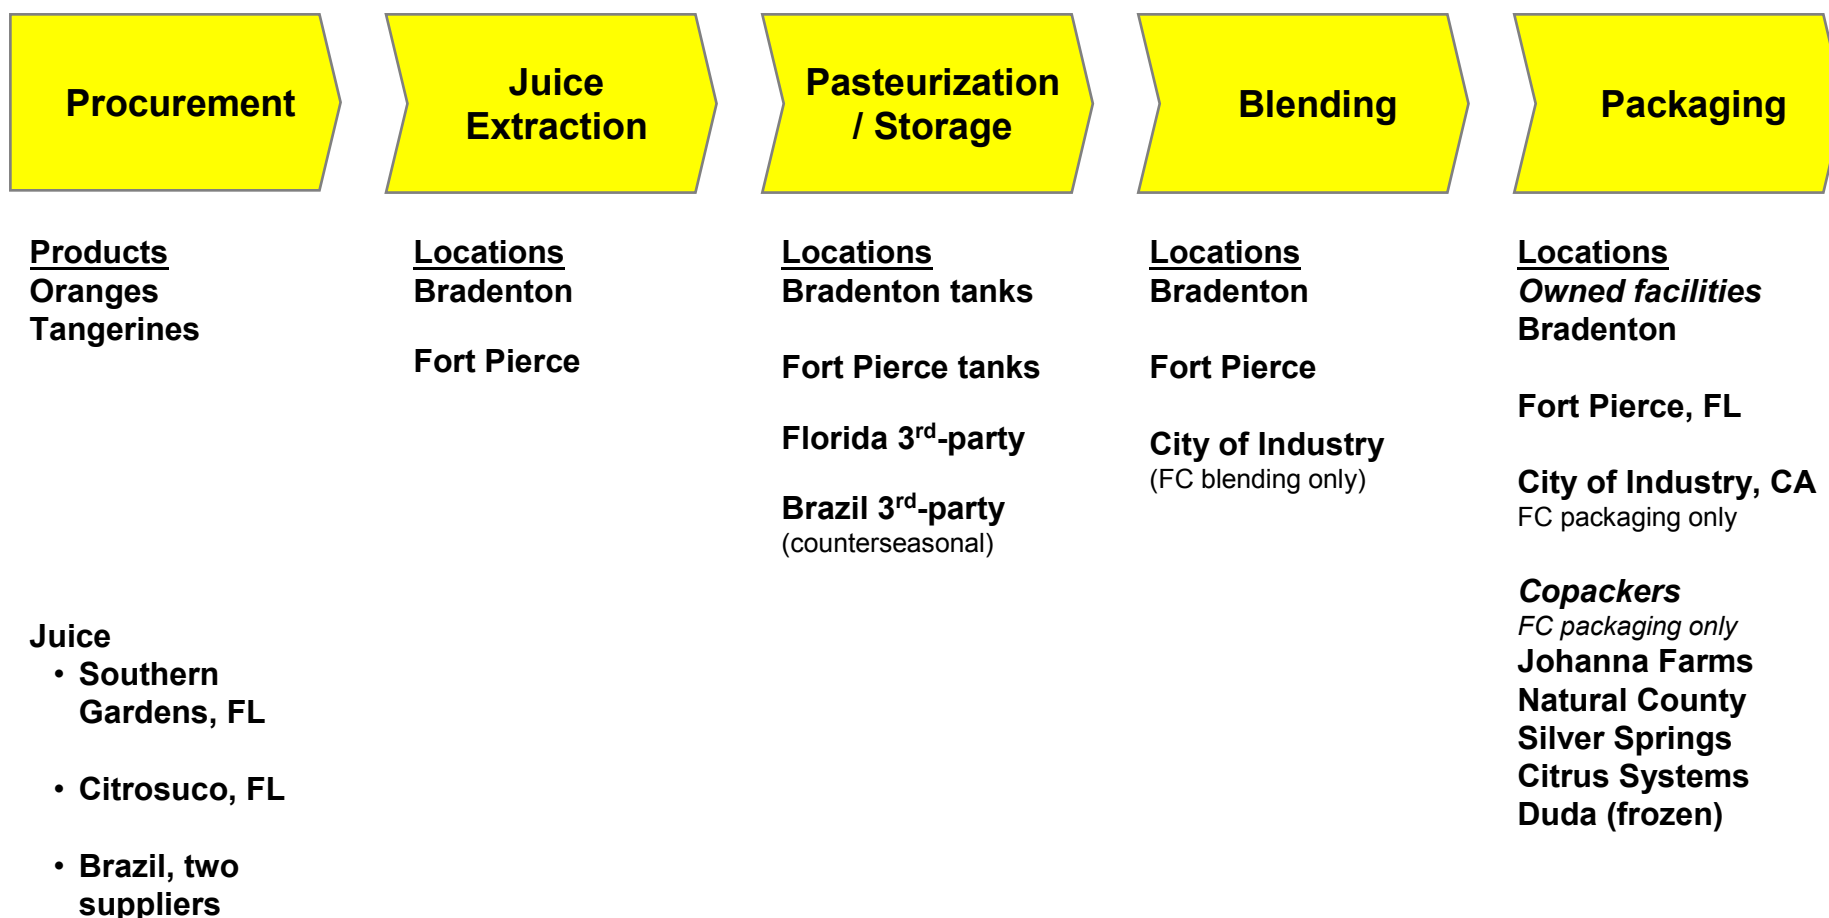 Procurement
Juice
Extraction
Pasteurization
/ Storage
Blending
Packaging
Products
Oranges
Tangerines
Juice
• Southern
Gardens, FL
• Citrosuco, FL
• Brazil, two
suppliers
Locations
Bradenton
Fort Pierce
Locations
Bradenton tanks
Fort Pierce tanks
Florida 3rd-party
Brazil 3rd-party
(counterseasonal)
Locations
Bradenton
Fort Pierce
City of Industry
(FC blending only)
Locations
Owned facilities
Bradenton
Fort Pierce, FL
City of Industry, CA
FC packaging only
Copackers
FC packaging only
Johanna Farms
Natural County
Silver Springs
Citrus Systems
Duda (frozen)